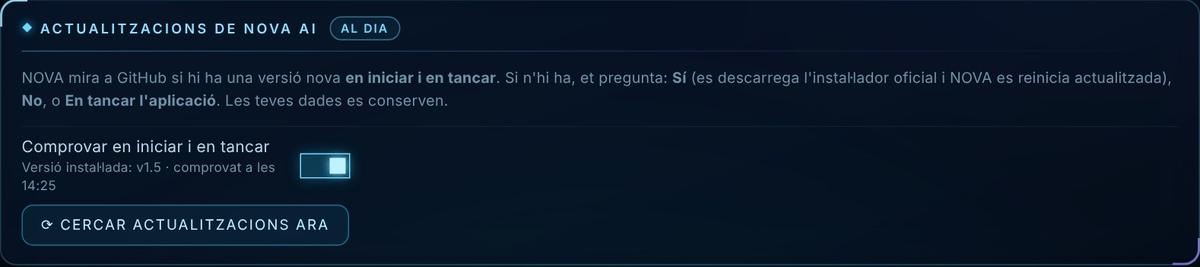 ◆ ACTUALITZACIONS DE NOVA AI AL DIA
NOVA mira a GitHub si hi ha una versió nova en iniciar i en tancar. Si n'hi ha, et pregunta: Sí (es descarrega l'instal·lador oficial i NOVA es reinicia actualitzada),
No, o En tancar l'aplicació. Les teves dades es conserven.
Comprovar en iniciar i en tancar
Versió instal·lada: v1.5 · comprovat a les
14:25
⟳ CERCAR ACTUALITZACIONS ARA